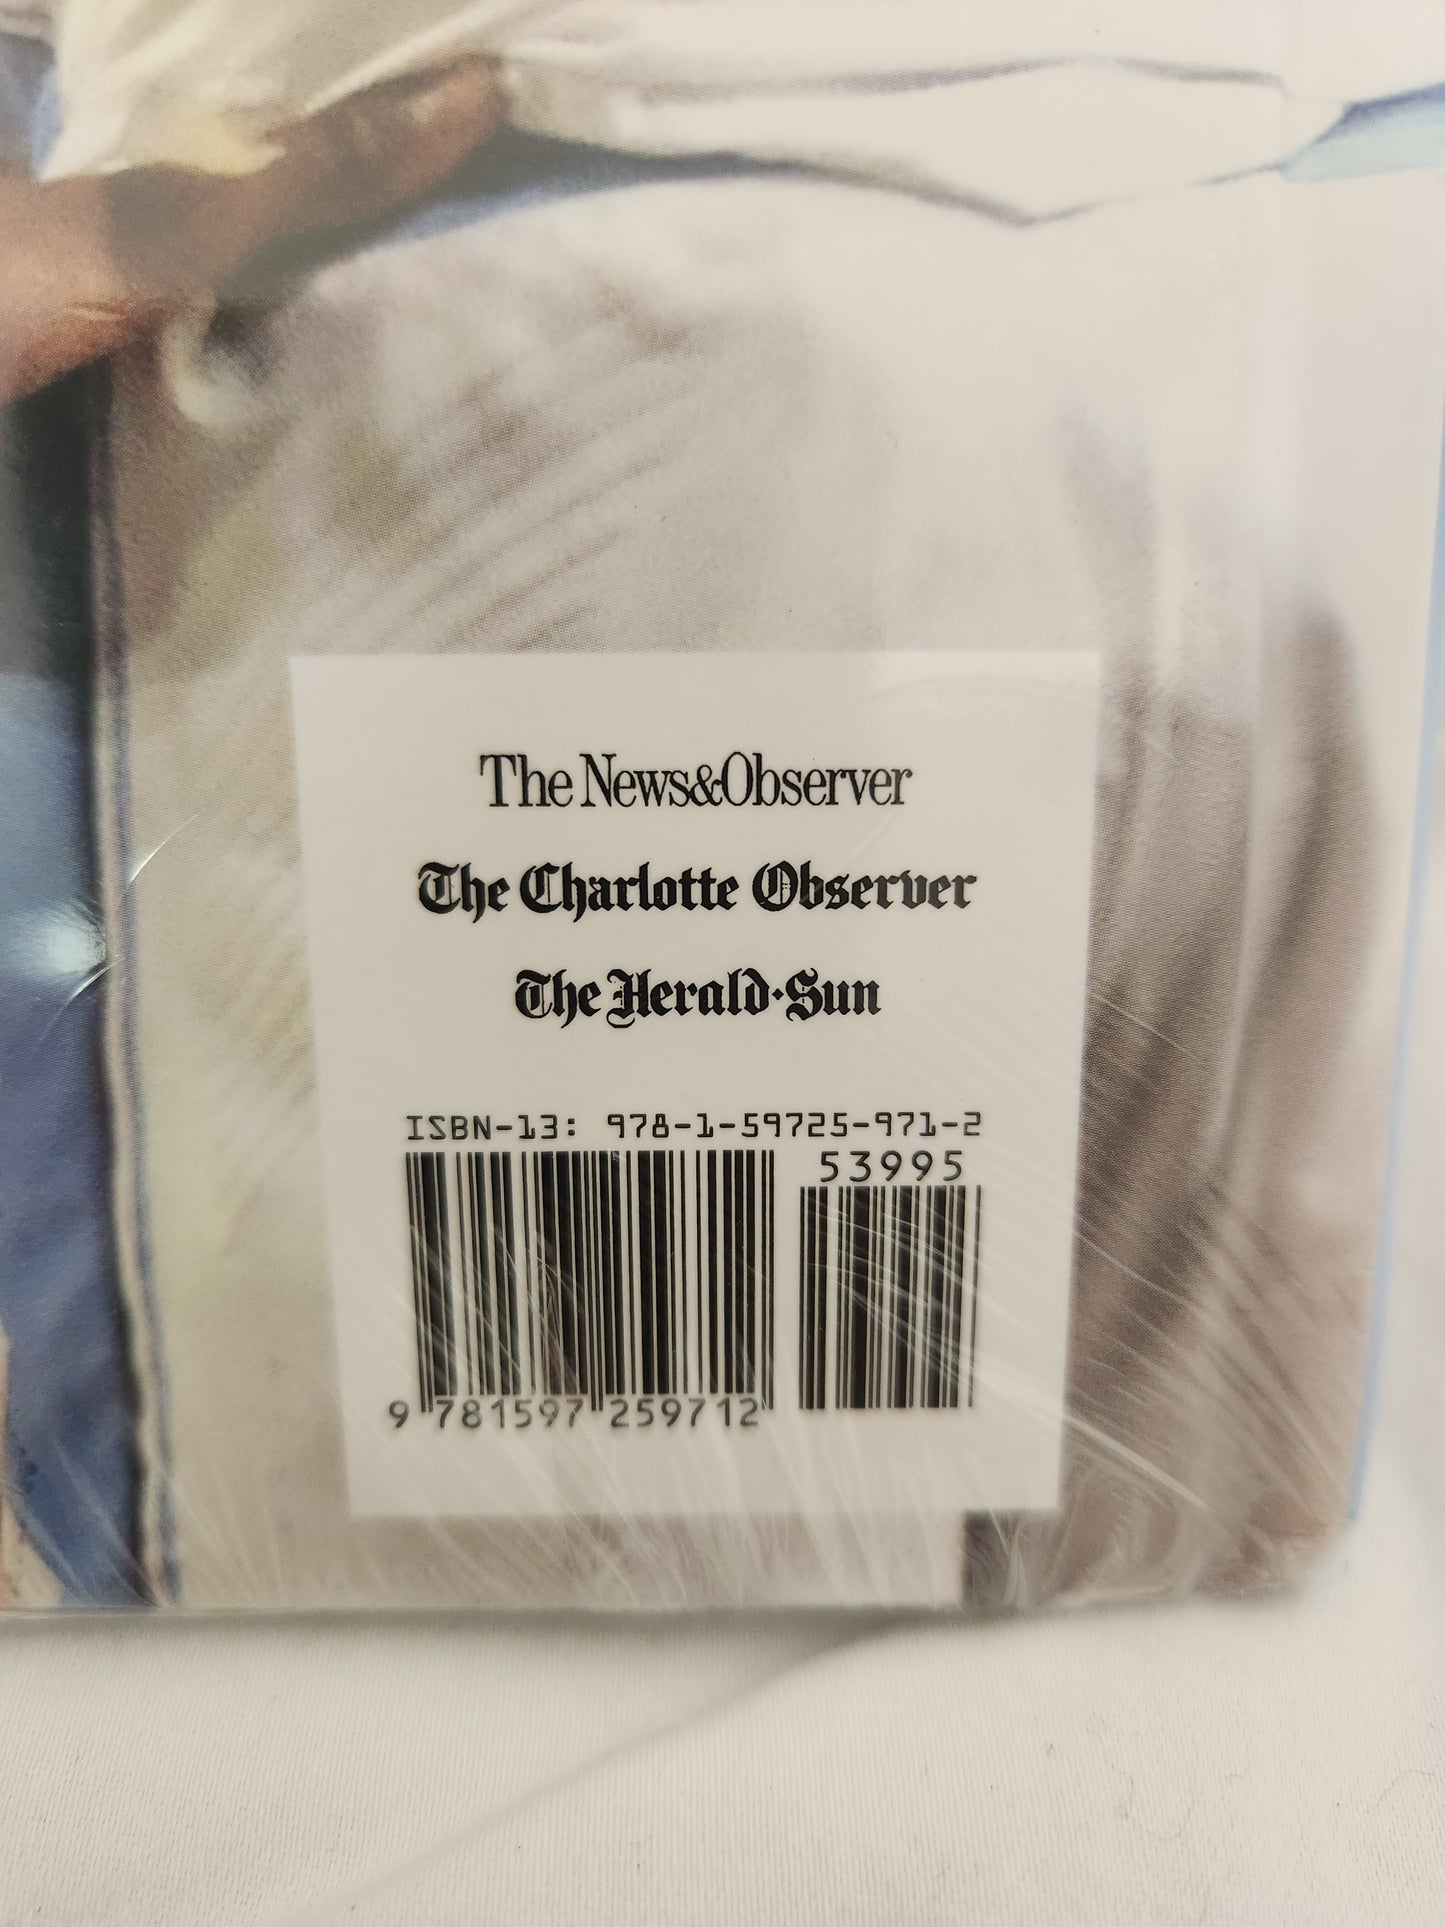 The News&Observer
The Charlotte Observer
The Herald·Sun
ISBN-13: 978-1-59725-971-2
53995
9 781597 259712